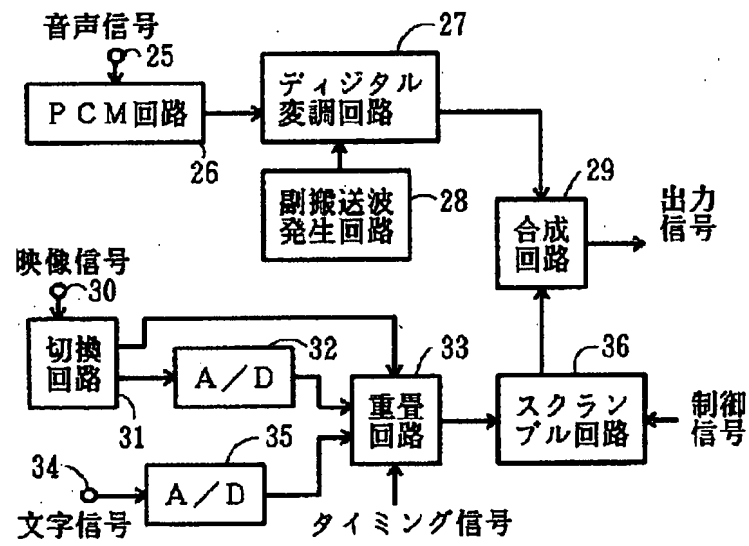 音声信号
25
PCM回路
26
ディジタル
変調回路
27
副搬送波
発生回路
28
合成
回路
29
出力
信号
映像信号
30
切換
回路
31
A/D
32
重畳
回路
33
34
文字信号
A/D
35
タイミング信号
スクラン
ブル回路
36
制御
信号